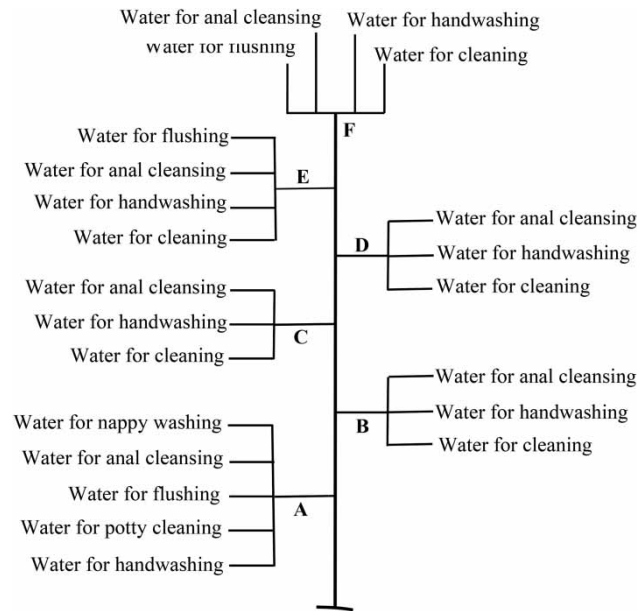 Water for anal cleansing
Water for handwashing
Water for flushing
Water for cleaning
F
Water for flushing
Water for anal cleansing
E
Water for handwashing
Water for cleaning
Water for anal cleansing
D
Water for handwashing
Water for cleaning
Water for anal cleansing
Water for handwashing
C
Water for cleaning
Water for anal cleansing
Water for handwashing
B
Water for cleaning
Water for nappy washing
Water for anal cleansing
Water for flushing
A
Water for potty cleaning
Water for handwashing